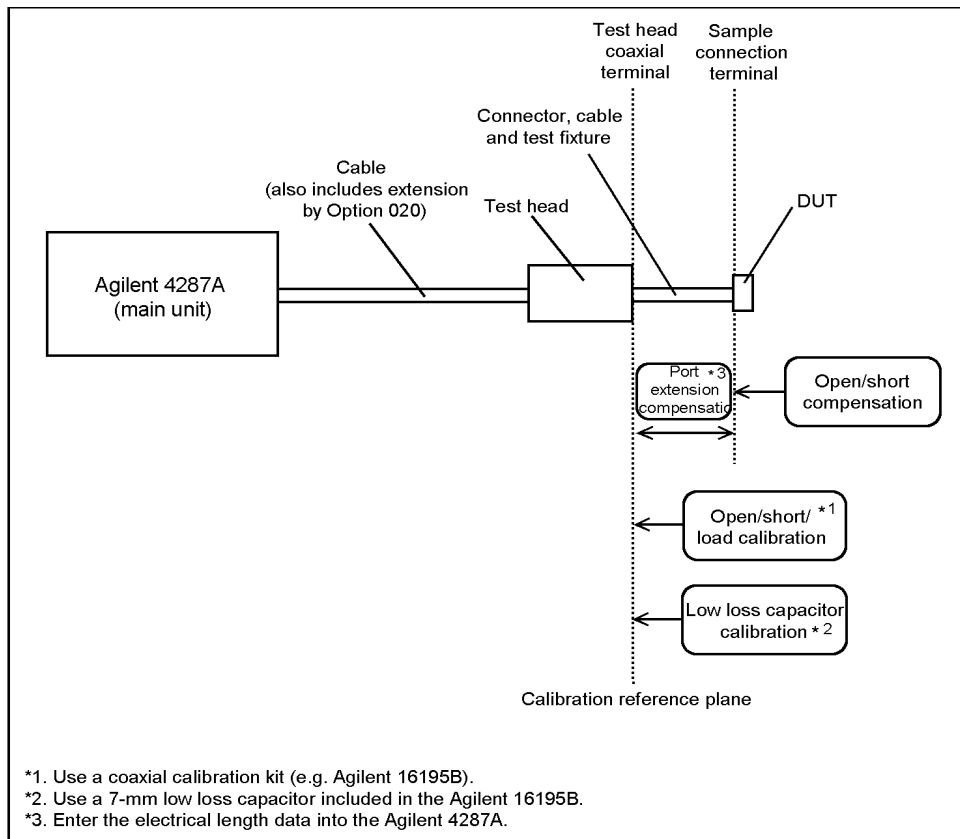 Test head
coaxial
terminal
Sample
connection
terminal
Connector, cable
and test fixture
Cable
(also includes extension
by Option 020)
Test head
DUT
Agilent 4287A
(main unit)
Port *3
extension
compensatio
Open/short
compensation
Open/short/ *1
load calibration
Low loss capacitor
calibration *2
Calibration reference plane
*1. Use a coaxial calibration kit (e.g. Agilent 16195B).
*2. Use a 7-mm low loss capacitor included in the Agilent 16195B.
*3. Enter the electrical length data into the Agilent 4287A.